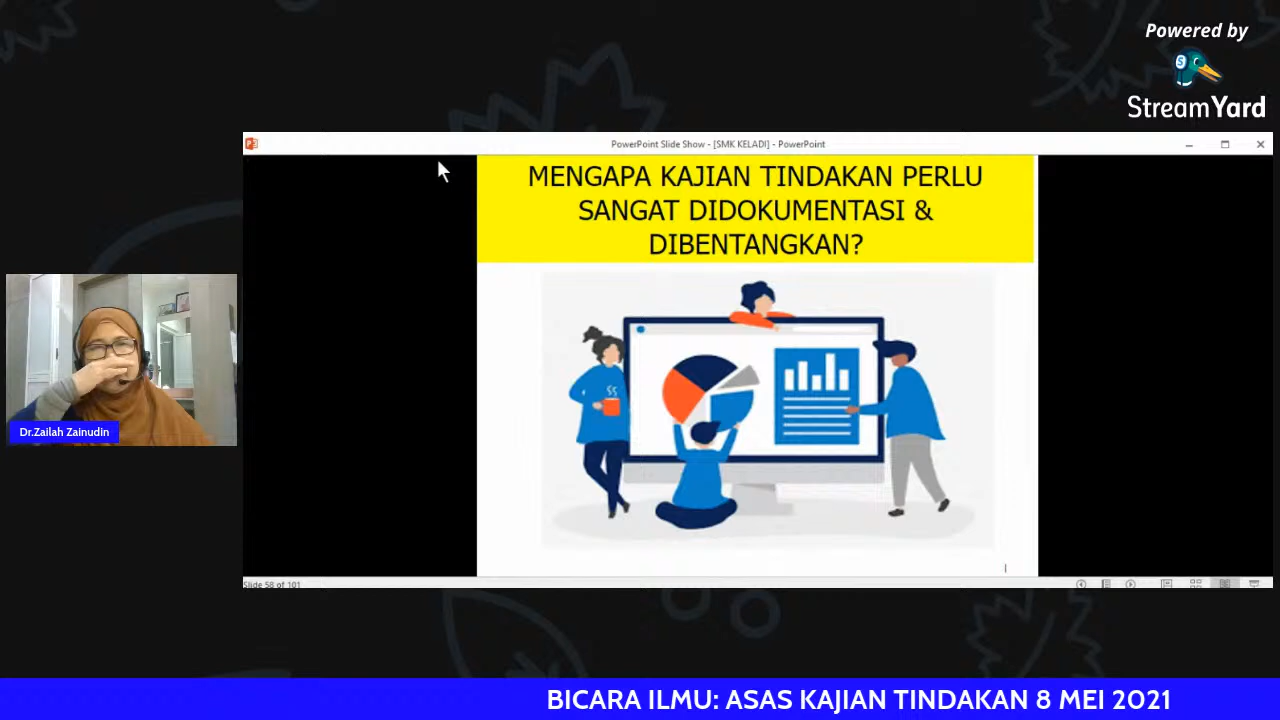 Powered by
S
StreamYard
PowerPoint Slide Show - [SMK KELADI] - PowerPoint
MENGAPA KAJIAN TINDAKAN PERLU
SANGAT DIDOKUMENTASI &
DIBENTANGKAN?
Dr.Zailah Zainudin
Slide 58 of 101
BICARA ILMU: ASAS KAJIAN TINDAKAN 8 MEI 2021